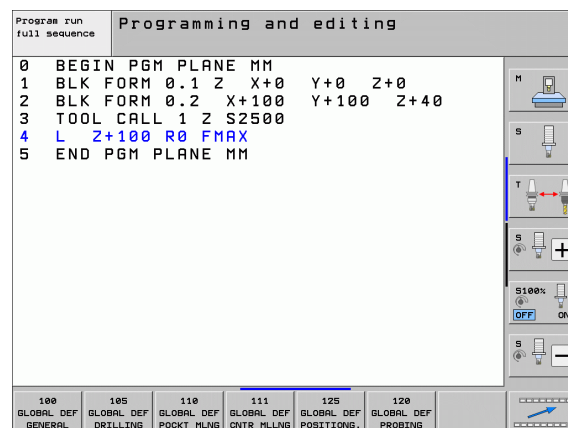 Program run
full sequence
Programming and editing
0 BEGIN PGM PLANE MM
1 BLK FORM 0.1 Z X+0 Y+0 Z+0
2 BLK FORM 0.2 X+100 Y+100 Z+40
3 TOOL CALL 1 Z S2500
4 L Z+100 R0 FMAX
5 END PGM PLANE MM
M
S
T
S
S100%
OFF ON
S
100 GLOBAL DEF GENERAL
105 GLOBAL DEF DRILLING
110 GLOBAL DEF POCKT MLNG
111 GLOBAL DEF CNTR MLLNG
125 GLOBAL DEF POSITIONG.
120 GLOBAL DEF PROBING